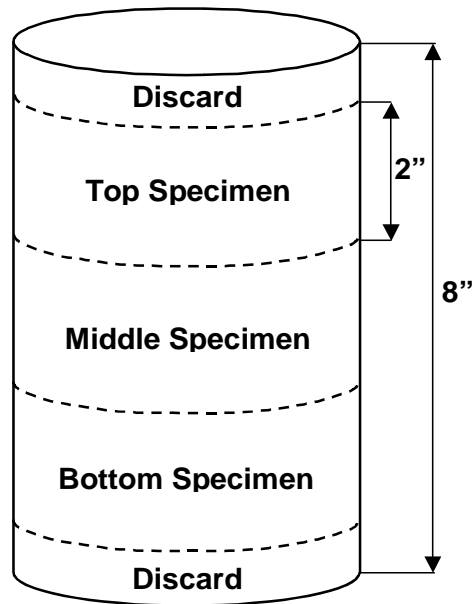 Discard
Top Specimen
2”
Middle Specimen
8”
Bottom Specimen
Discard